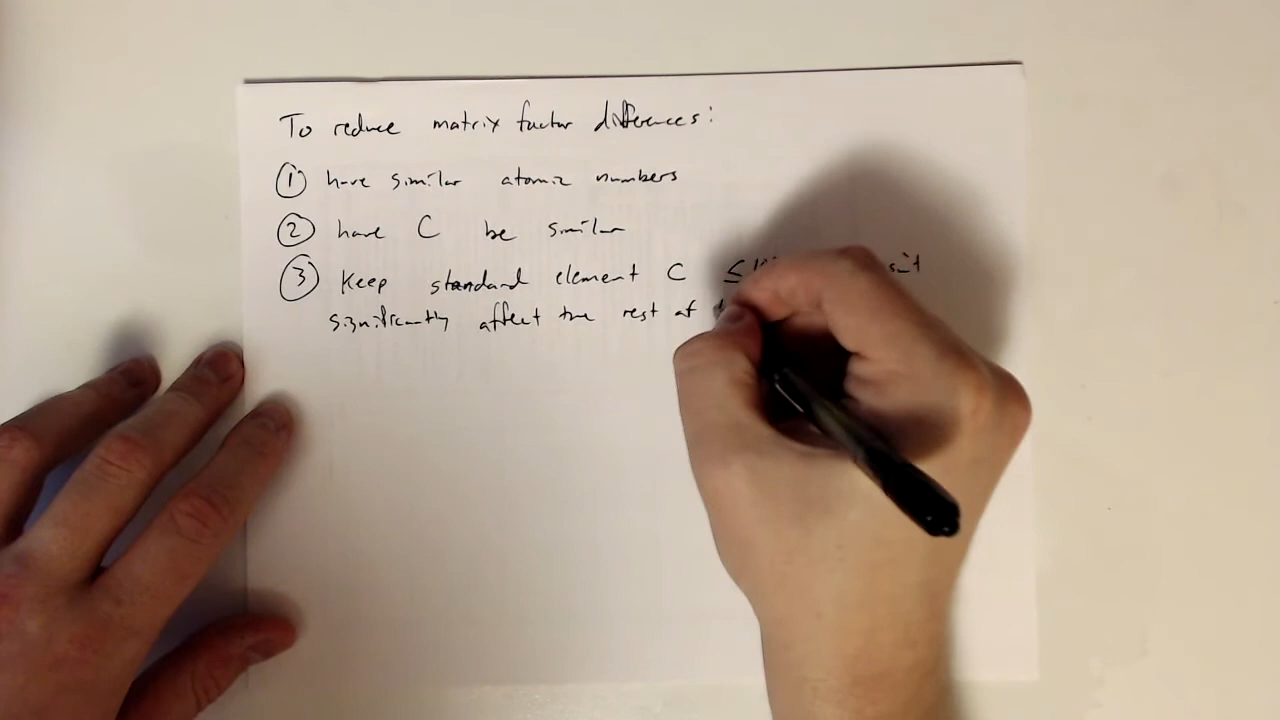 To reduce matrix factor differences:
① have similar atomic numbers
② have C be similar
③ Keep standard element C ≤
significantly affect the rest of